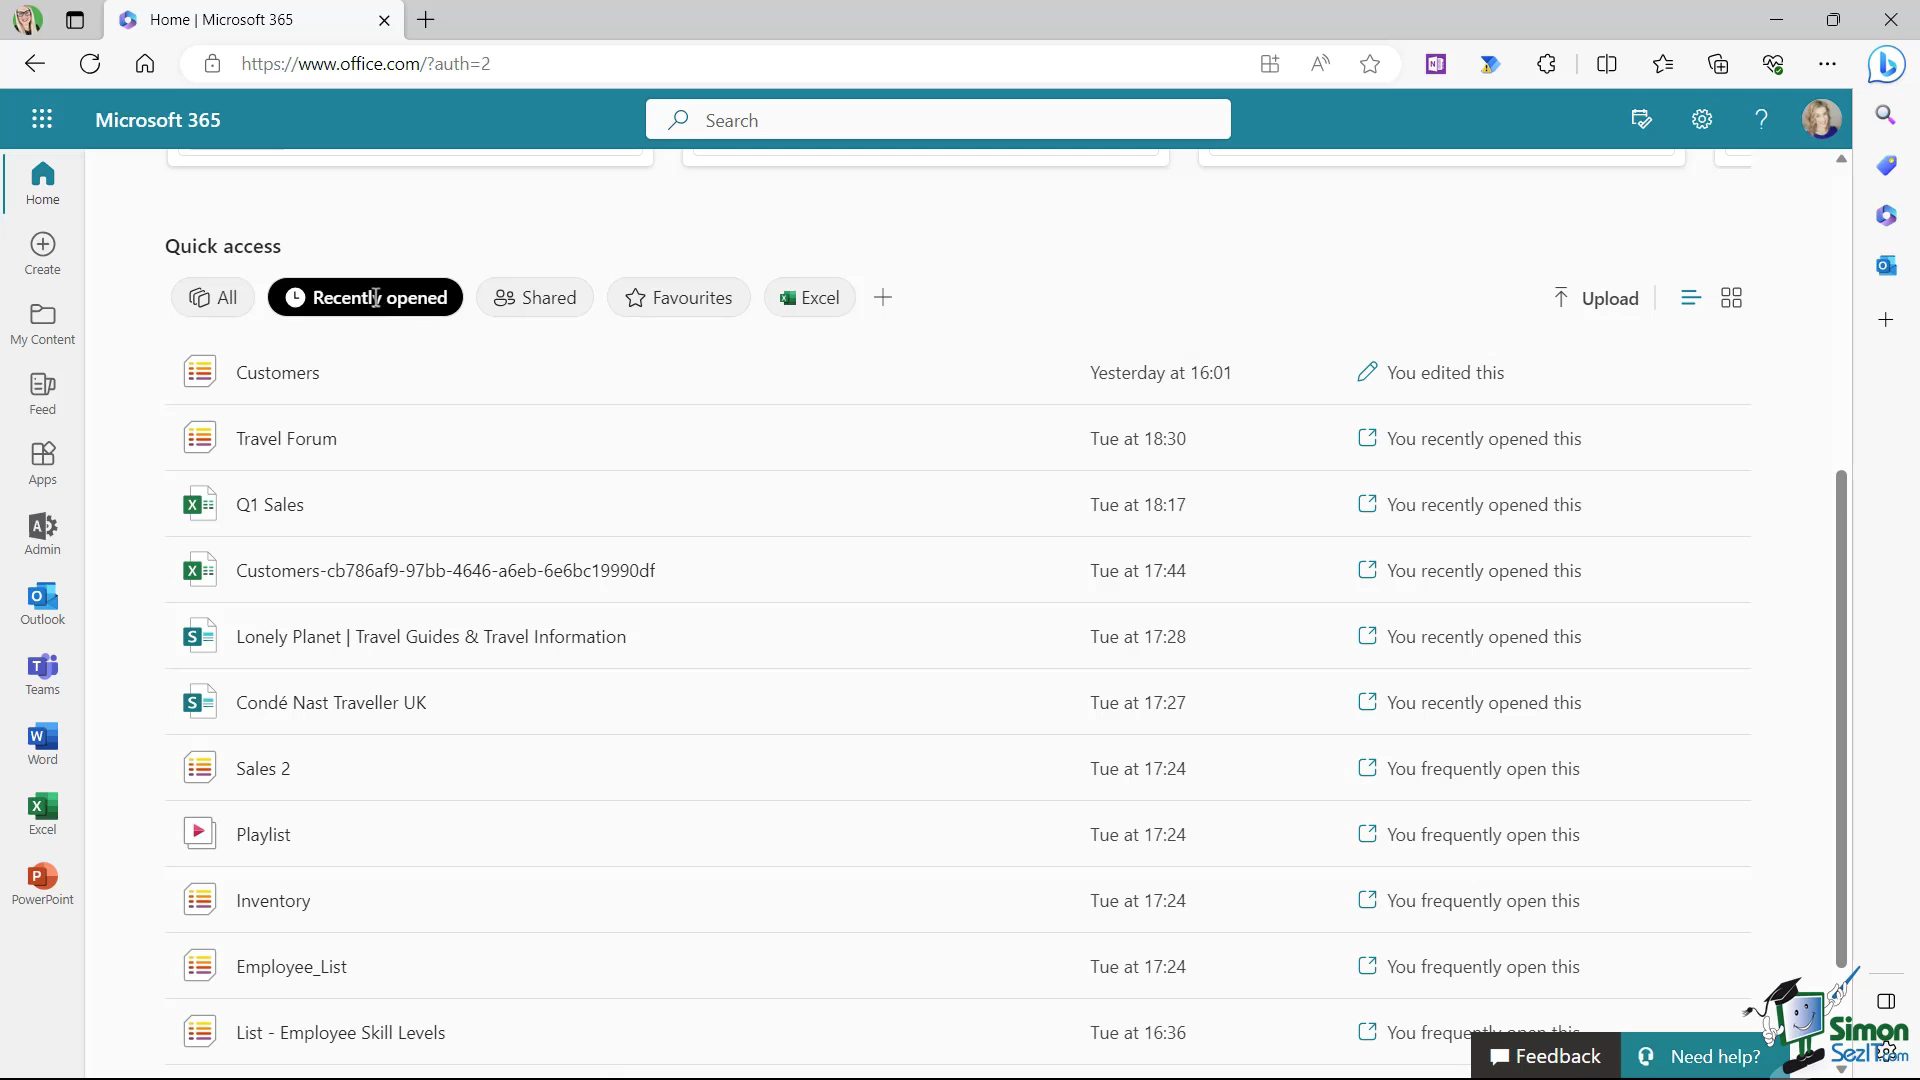 Home | Microsoft 365
https://www.office.com/?auth=2
Microsoft 365
Search
Home
Create
My Content
Feed
Apps
Admin
Outlook
Teams
Word
Excel
PowerPoint
Quick access
All
Recently opened
Shared
Favourites
Excel
Upload
Customers Yesterday at 16:01 You edited this
Travel Forum Tue at 18:30 You recently opened this
Q1 Sales Tue at 18:17 You recently opened this
Customers-cb786af9-97bb-4646-a6eb-6e6bc19990df Tue at 17:44 You recently opened this
Lonely Planet | Travel Guides & Travel Information Tue at 17:28 You recently opened this
Condé Nast Traveller UK Tue at 17:27 You recently opened this
Sales 2 Tue at 17:24 You frequently open this
Playlist Tue at 17:24 You frequently open this
Inventory Tue at 17:24 You frequently open this
Employee_List Tue at 17:24 You frequently open this
List - Employee Skill Levels Tue at 16:36 You frequently open this
Feedback
Need help?
Simon
SezIT.com